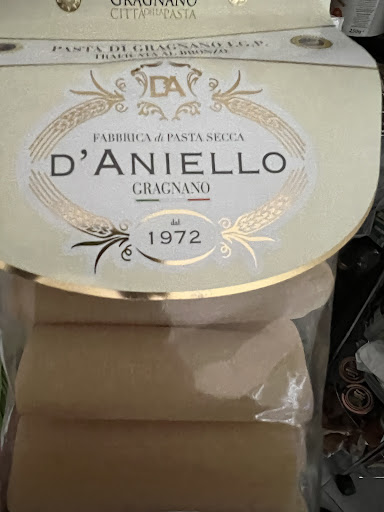 GRAGNANO
CITTÀ DELLA PASTA
PASTA DI GRAGNANO I.G.P.
TRAFILATA AL BRONZO
DA
FABBRICA di PASTA SECCA
D'ANIELLO
GRAGNANO
dal
1972